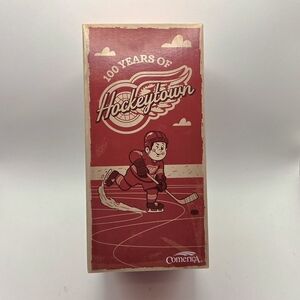 100 YEARS OF
Hockeytown
Comerica